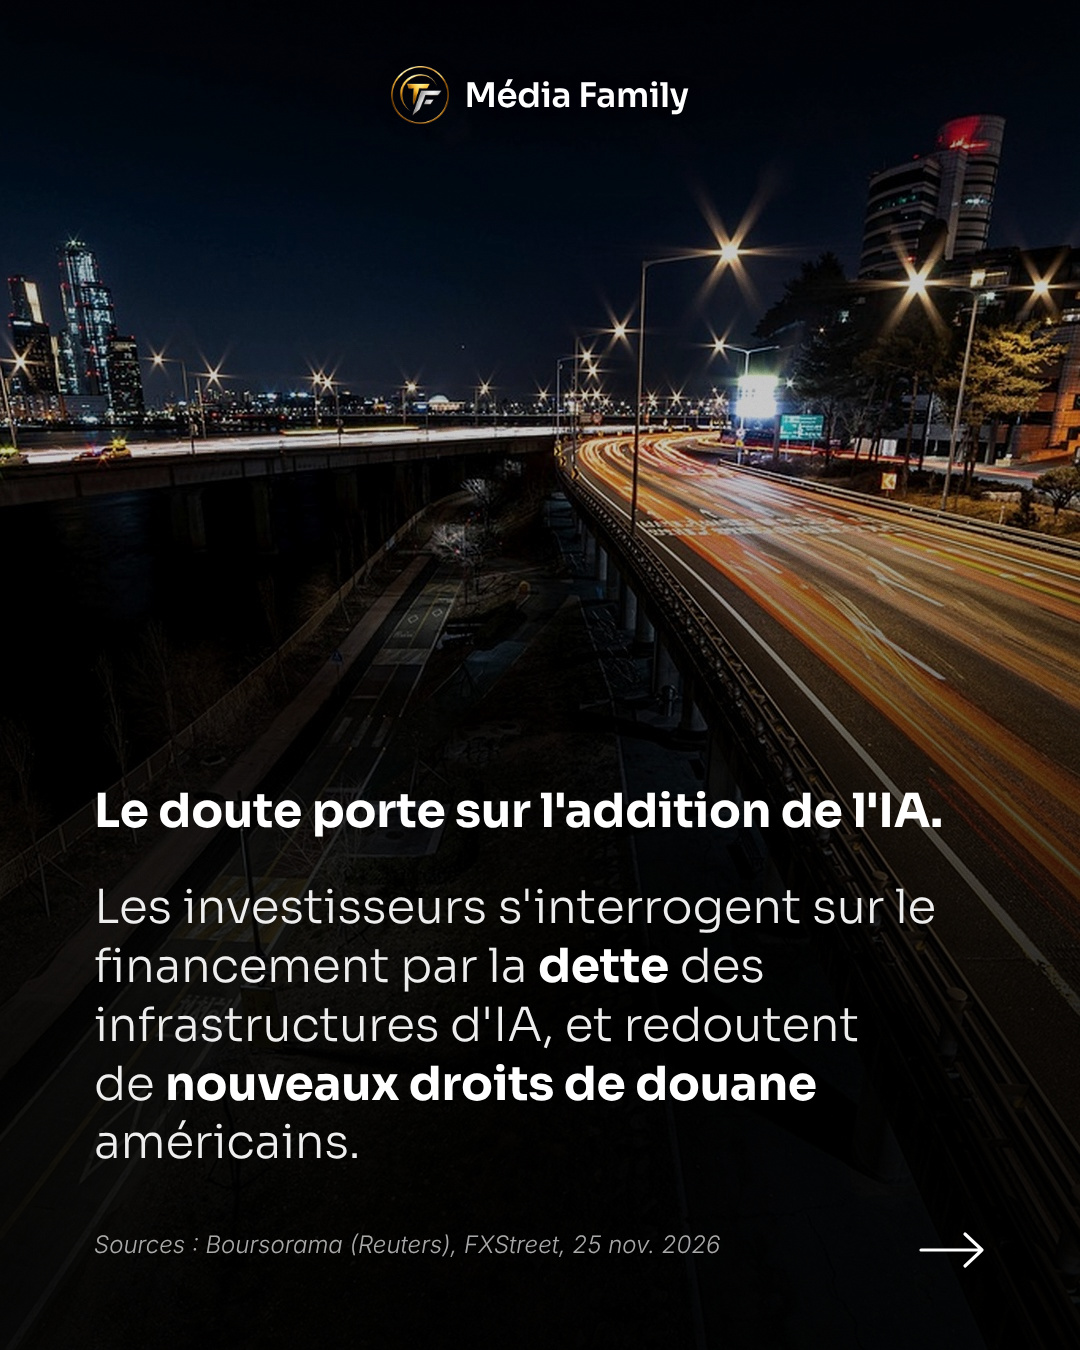 Média Family
Le doute porte sur l'addition de l'IA.
Les investisseurs s'interrogent sur le
financement par la dette des
infrastructures d'IA, et redoutent
de nouveaux droits de douane
américains.
Sources : Boursorama (Reuters), FXStreet, 25 nov. 2026